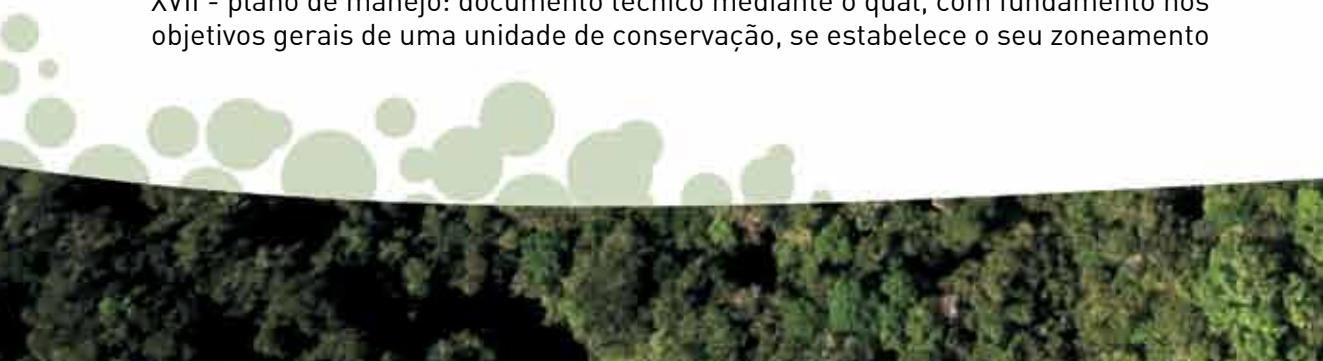 XVII - plano de manejo: documento técnico mediante o qual, com fundamento nos
objetivos gerais de uma unidade de conservação, se estabelece o seu zoneamento